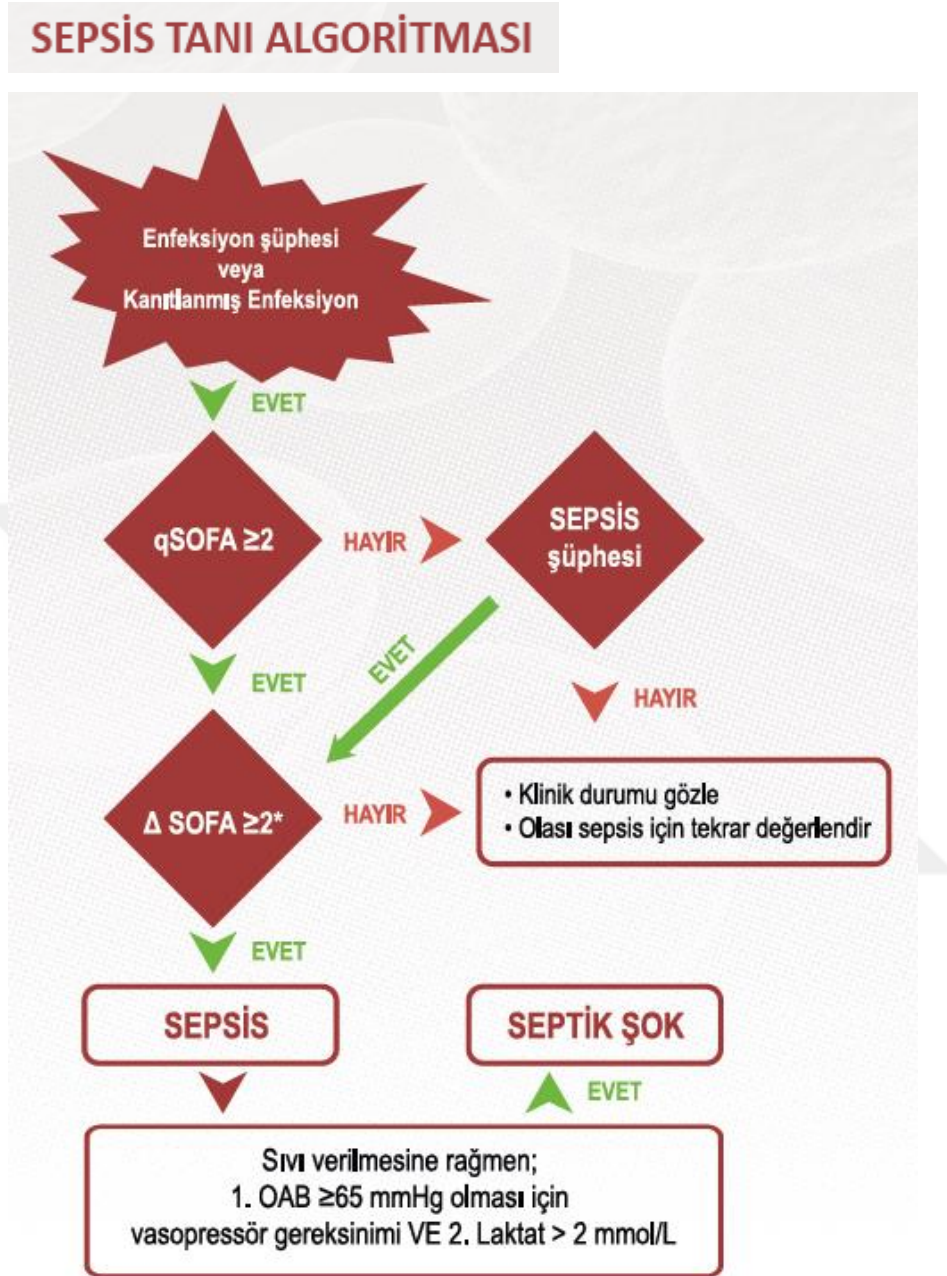 SEPSİS TANI ALGORİTMASI
Enfeksiyon şüphesi
veya
Kanıtlanmış Enfeksiyon
EVET
qSOFA ≥2
HAYIR
SEPSİS
şüphesi
EVET
EVET
HAYIR
Δ SOFA ≥2*
HAYIR
• Klinik durumu gözle
• Olası sepsis için tekrar değerlendir
EVET
SEPSİS
SEPTİK ŞOK
EVET
Sıvı verilmesine rağmen;
1. OAB ≥65 mmHg olması için
vasopressör gereksinimi VE 2. Laktat > 2 mmol/L